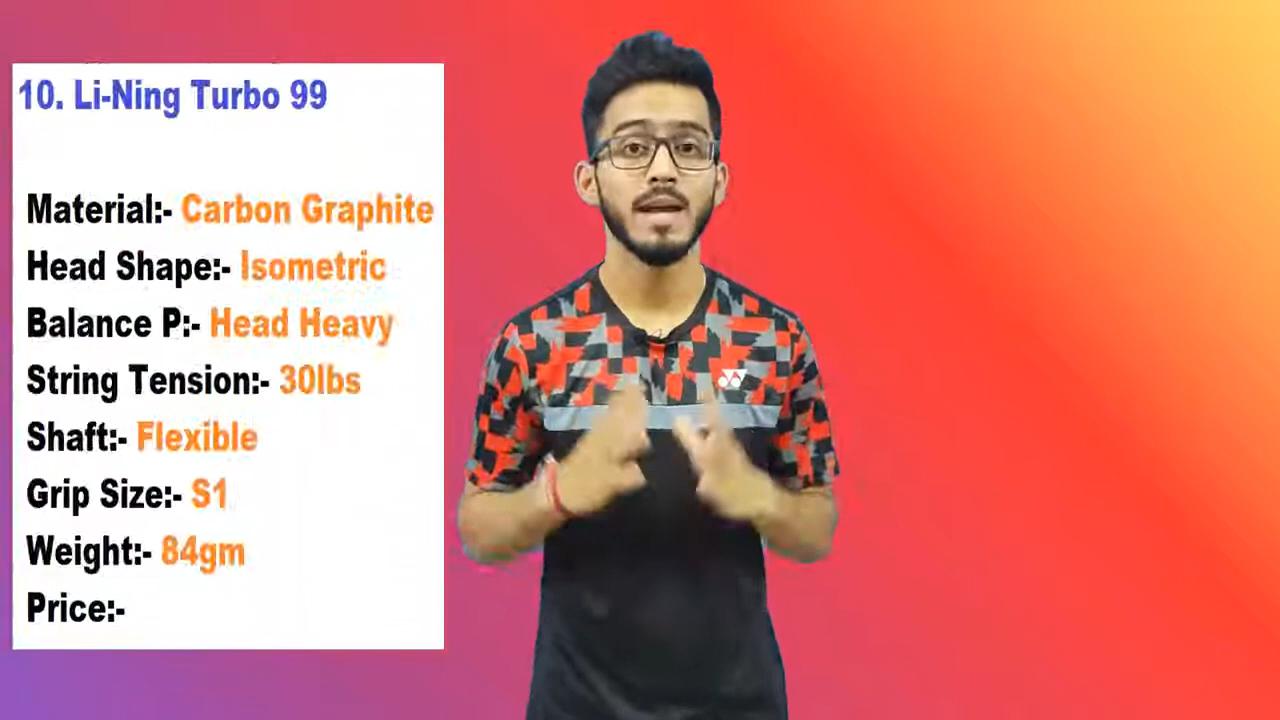 10. Li-Ning Turbo 99
Material:- Carbon Graphite
Head Shape:- Isometric
Balance P:- Head Heavy
String Tension:- 30lbs
Shaft:- Flexible
Grip Size:- S1
Weight:- 84gm
Price:-